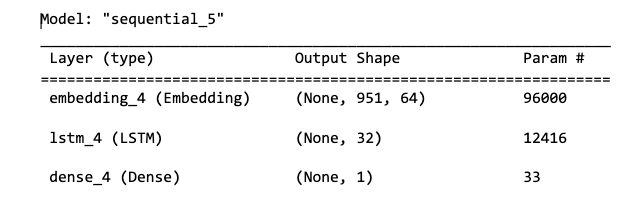 Model: "sequential_5"
_________________________________________________________________
Layer (type)                Output Shape              Param #
=================================================================
embedding_4 (Embedding)     (None, 951, 64)           96000
lstm_4 (LSTM)               (None, 32)                12416
dense_4 (Dense)             (None, 1)                 33